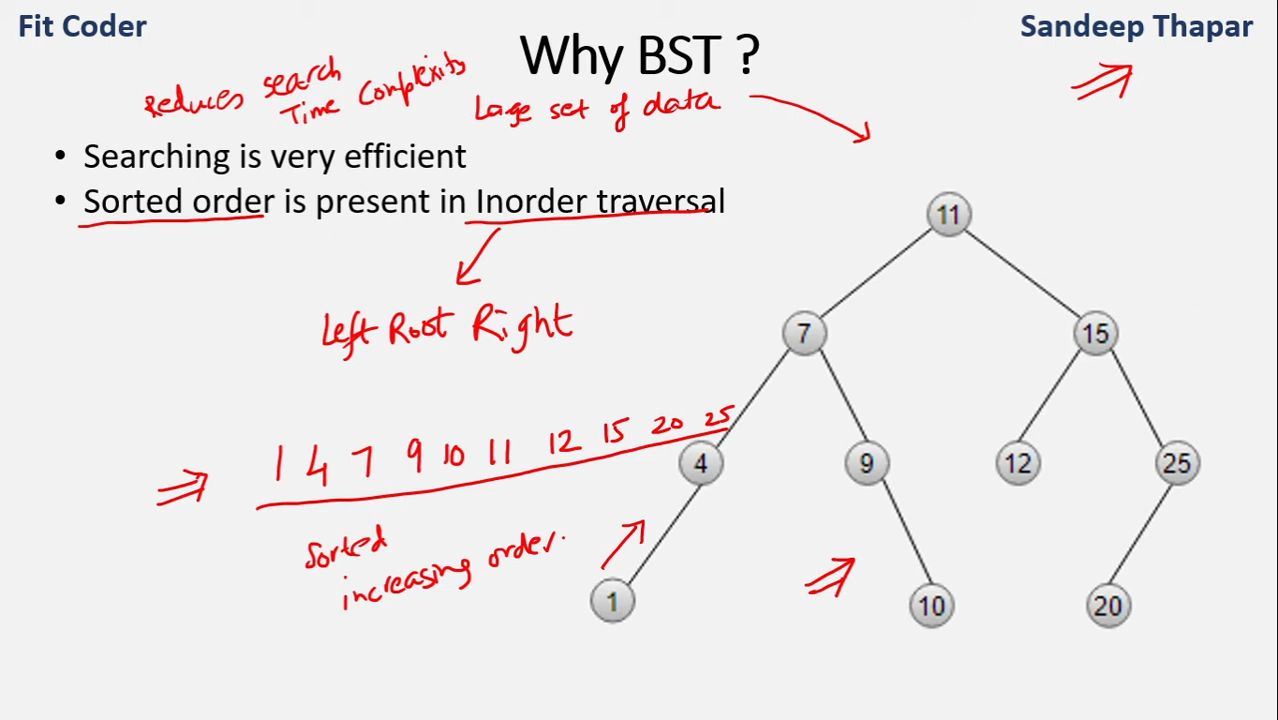 Fit Coder
Sandeep Thapar
Why BST ?
Reduces search
Time Complexity
Large set of data
• Searching is very efficient
• Sorted order is present in Inorder traversal
Left Root Right
1 4 7 9 10 11 12 15 20 25
Sorted
increasing order.
11
7
15
4
9
12
25
1
10
20